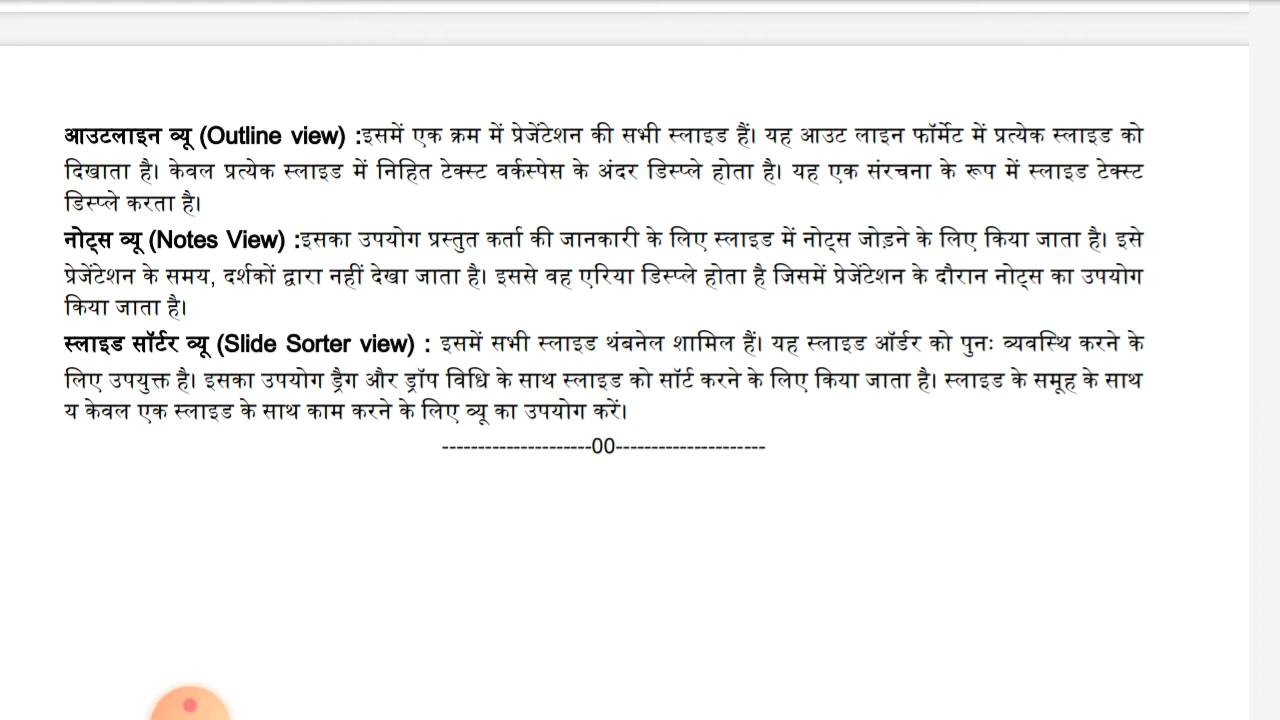 आउटलाइन व्यू (Outline view) :इसमें एक क्रम में प्रेजेंटेशन की सभी स्लाइड हैं। यह आउट लाइन फॉर्मेट में प्रत्येक स्लाइड को
दिखाता है। केवल प्रत्येक स्लाइड में निहित टेक्स्ट वर्कस्पेस के अंदर डिस्प्ले होता है। यह एक संरचना के रूप में स्लाइड टेक्स्ट
डिस्प्ले करता है।
नोट्स व्यू (Notes View) :इसका उपयोग प्रस्तुत कर्ता की जानकारी के लिए स्लाइड में नोट्स जोड़ने के लिए किया जाता है। इसे
प्रेजेंटेशन के समय, दर्शकों द्वारा नहीं देखा जाता है। इससे वह एरिया डिस्प्ले होता है जिसमें प्रेजेंटेशन के दौरान नोट्स का उपयोग
किया जाता है।
स्लाइड सॉर्टर व्यू (Slide Sorter view) : इसमें सभी स्लाइड थंबनेल शामिल हैं। यह स्लाइड ऑर्डर को पुनः व्यवस्थि करने के
लिए उपयुक्त है। इसका उपयोग ड्रैग और ड्रॉप विधि के साथ स्लाइड को सॉर्ट करने के लिए किया जाता है। स्लाइड के समूह के साथ
य केवल एक स्लाइड के साथ काम करने के लिए व्यू का उपयोग करें।
---------------------00---------------------